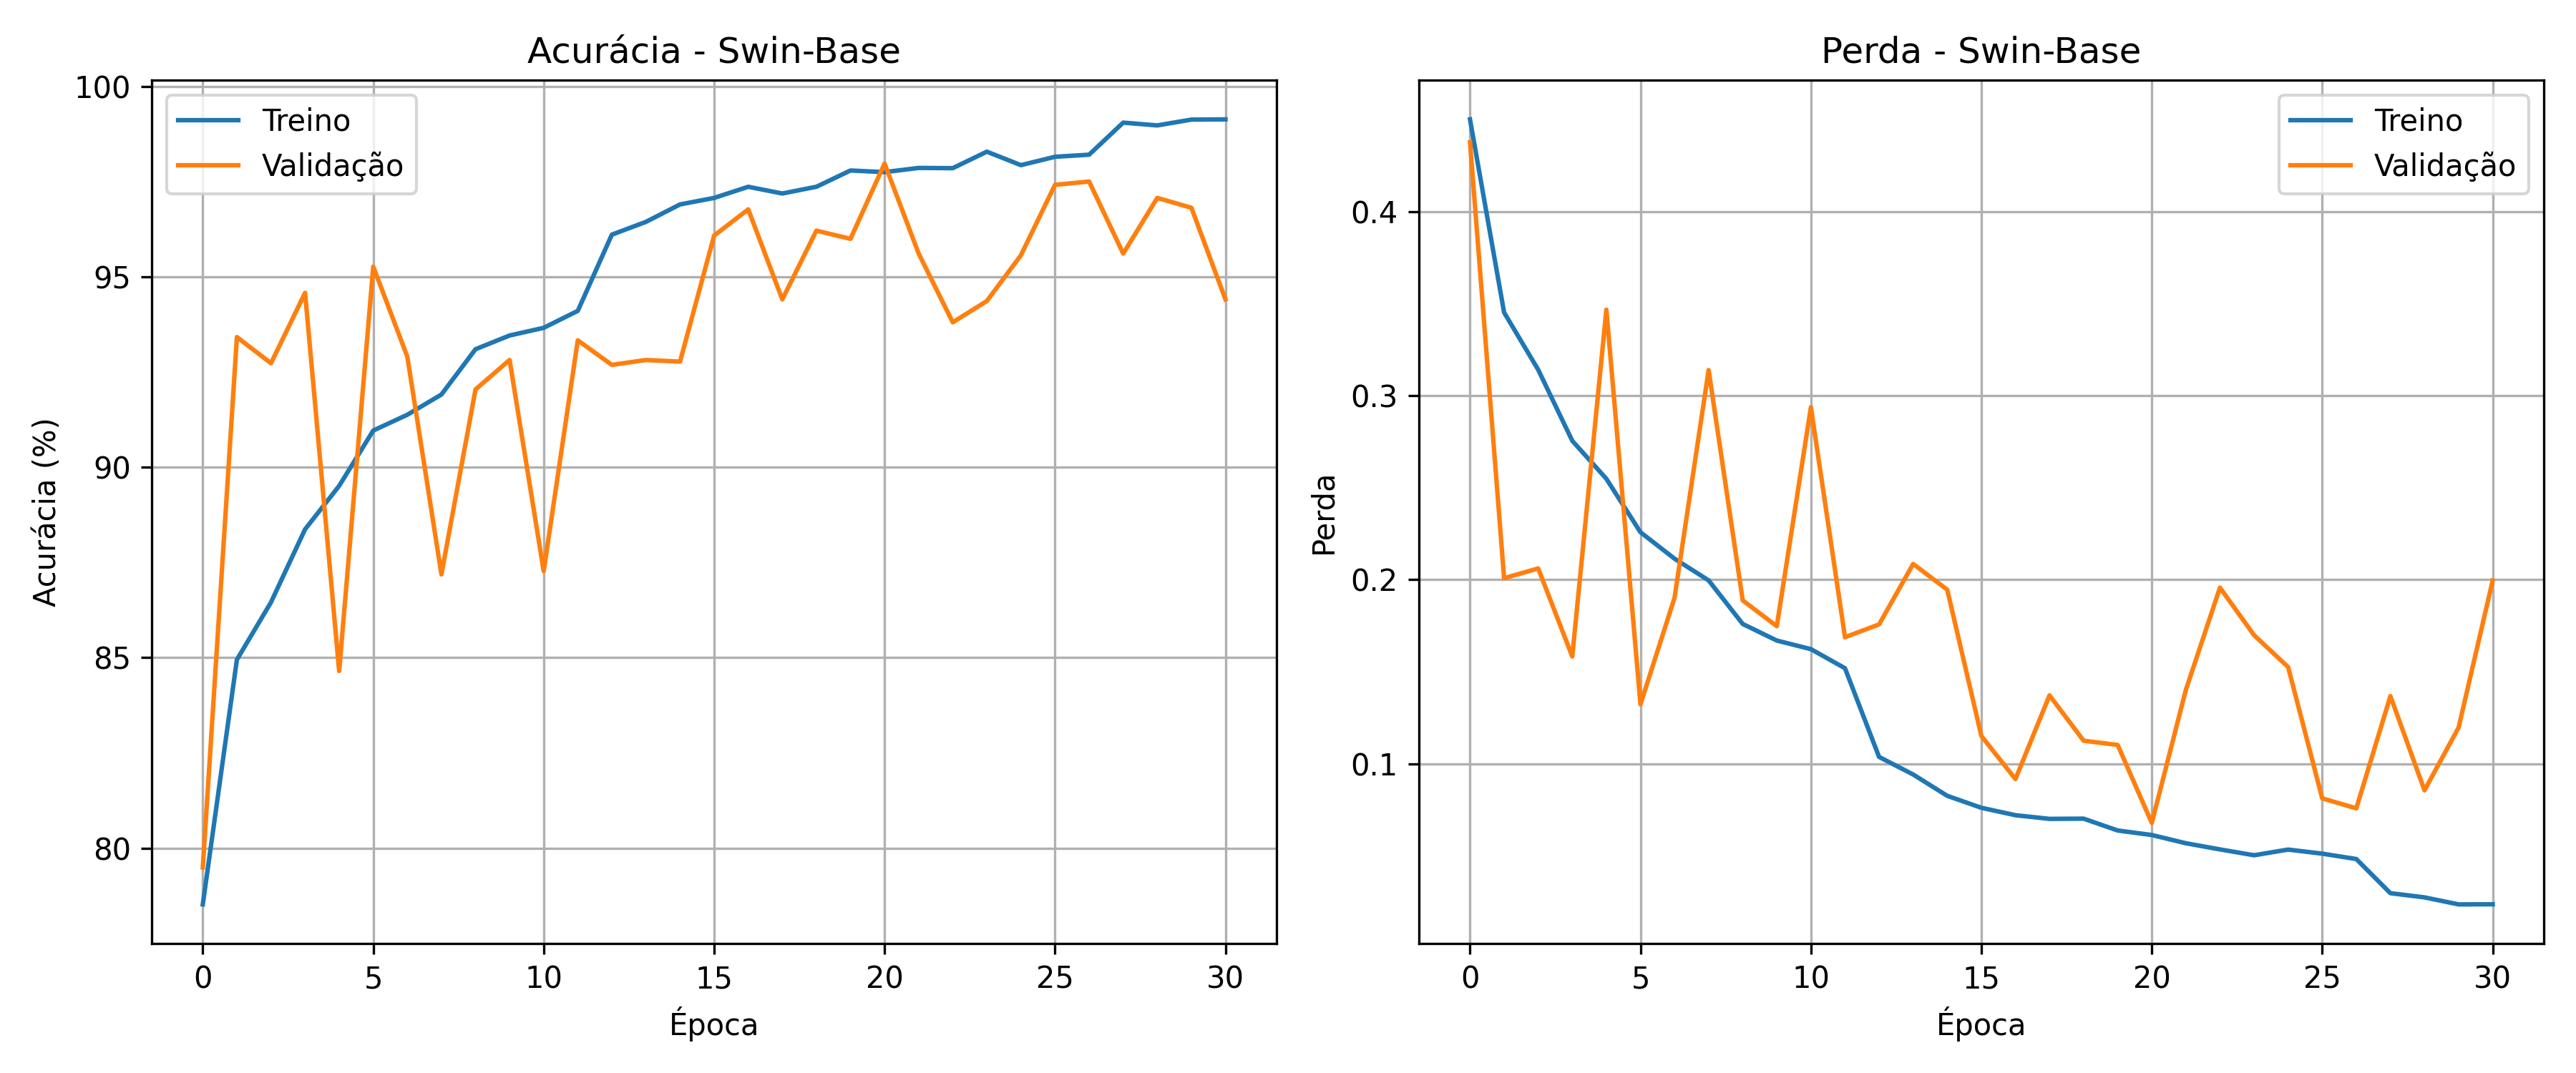 Acurácia - Swin-Base
100
95
90
85
80
Acurácia (%)
Treino
Validação
0 5 10 15 20 25 30
Época
Perda - Swin-Base
0.4
0.3
0.2
0.1
Perda
Treino
Validação
0 5 10 15 20 25 30
Época